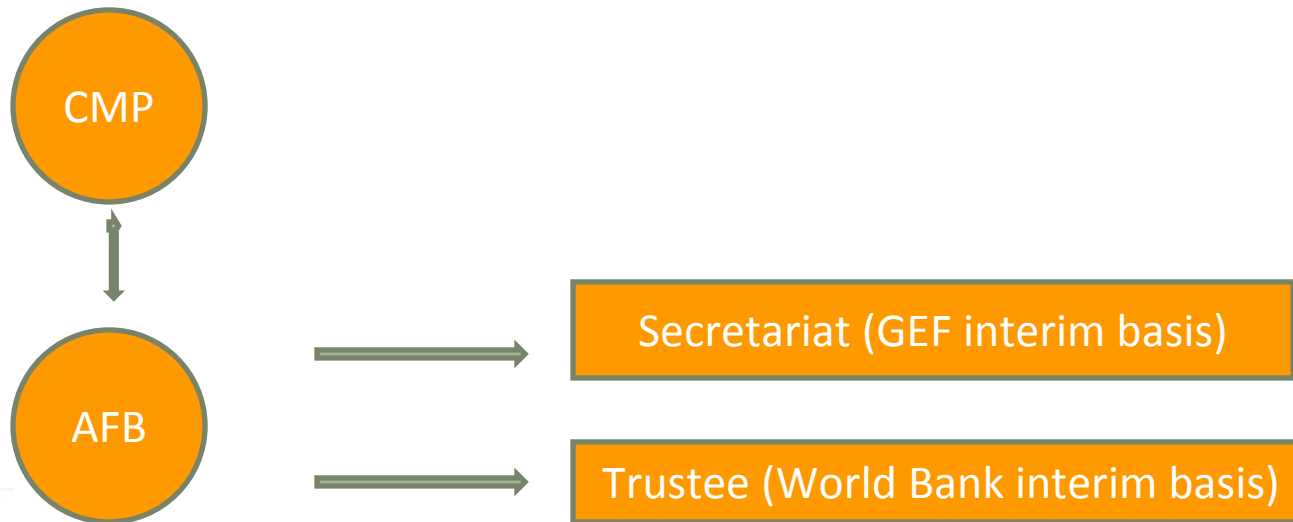 CMP
Secretariat (GEF interim basis)
AFB
Trustee (World Bank interim basis)